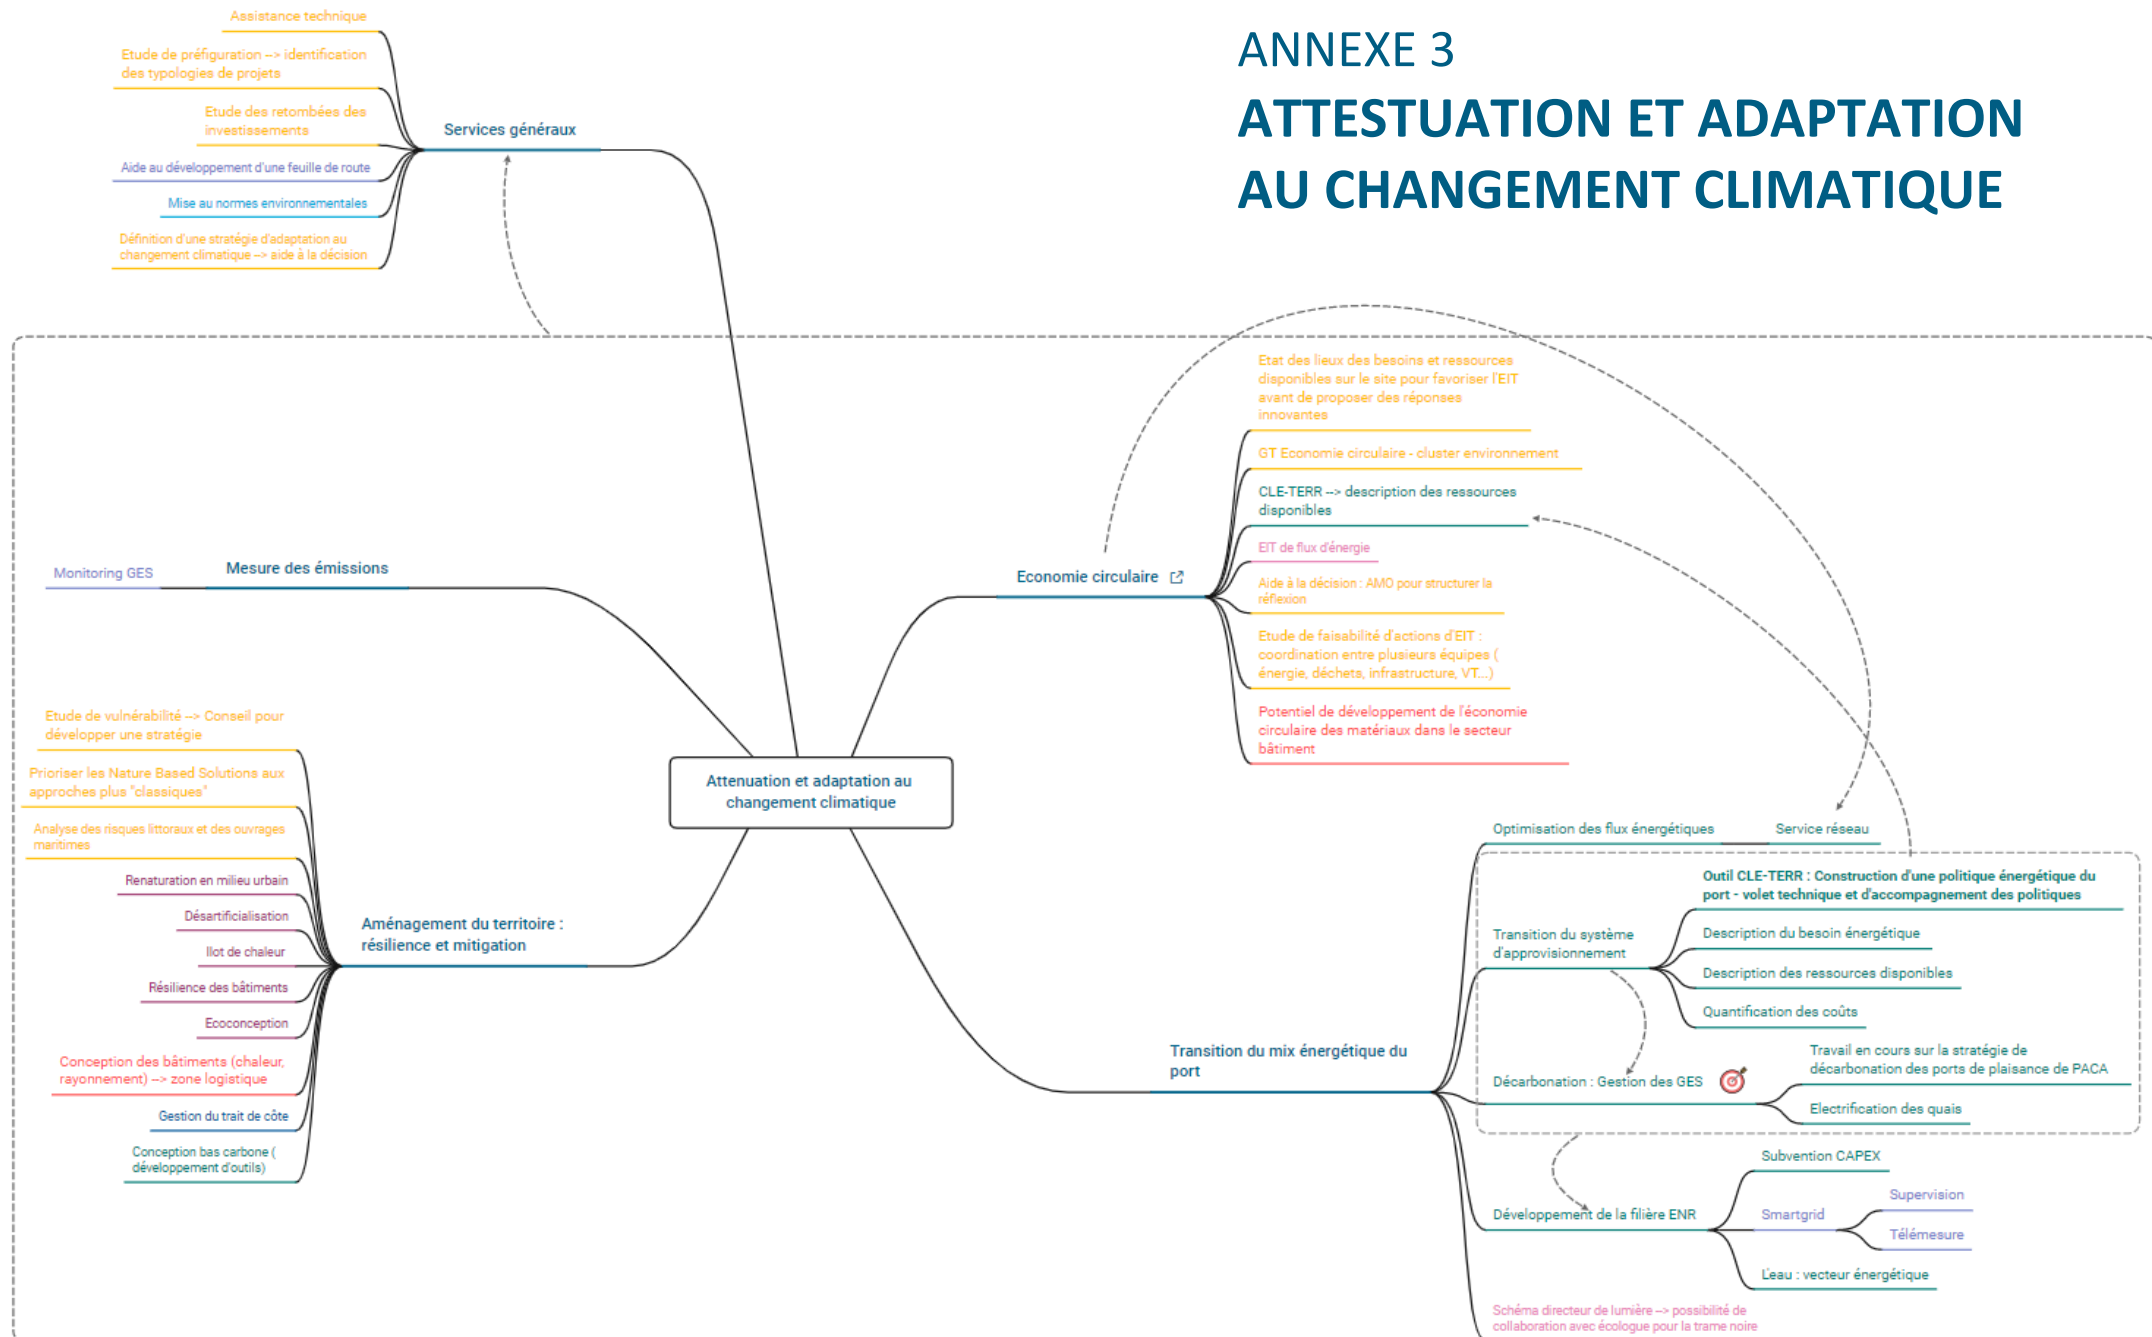 ANNEXE 3
ATTESTUATION ET ADAPTATION
AU CHANGEMENT CLIMATIQUE
Assistance technique
Etude de préfiguration --> identification
des typologies de projets
Etude des retombées des
investissements
Aide au développement d'une feuille de route
Mise au normes environnementales
Définition d'une stratégie d'adaptation au
changement climatique --> aide à la décision
Services généraux
Monitoring GES
Mesure des émissions
Etude de vulnérabilité --> Conseil pour
développer une stratégie
Prioriser les Nature Based Solutions aux
approches plus "classiques"
Analyse des risques littoraux et des ouvrages
maritimes
Renaturation en milieu urbain
Désartificialisation
Ilot de chaleur
Résilience des bâtiments
Ecoconception
Conception des bâtiments (chaleur,
rayonnement) --> zone logistique
Gestion du trait de côte
Conception bas carbone (
développement d'outils)
Aménagement du territoire :
résilience et mitigation
Attenuation et adaptation au
changement climatique
Economie circulaire
Etat des lieux des besoins et ressources
disponibles sur le site pour favoriser l'EIT
avant de proposer des réponses
innovantes
GT Economie circulaire - cluster environnement
CLE-TERR --> description des ressources
disponibles
EIT de flux d'énergie
Aide à la décision : AMO pour structurer la
réflexion
Etude de faisabilité d'actions d'EIT :
coordination entre plusieurs équipes (
énergie, déchets, infrastructure, VT...)
Potentiel de développement de l'économie
circulaire des matériaux dans le secteur
bâtiment
Transition du mix énergétique du
port
Optimisation des flux énergétiques
Service réseau
Transition du système
d'approvisionnement
Outil CLE-TERR : Construction d'une politique énergétique du
port - volet technique et d'accompagnement des politiques
Description du besoin énergétique
Description des ressources disponibles
Quantification des coûts
Décarbonation : Gestion des GES
Travail en cours sur la stratégie de
décarbonation des ports de plaisance de PACA
Electrification des quais
Développement de la filière ENR
Subvention CAPEX
Smartgrid
Supervision
Télémesure
L'eau : vecteur énergétique
Schéma directeur de lumière --> possibilité de
collaboration avec écologue pour la trame noire